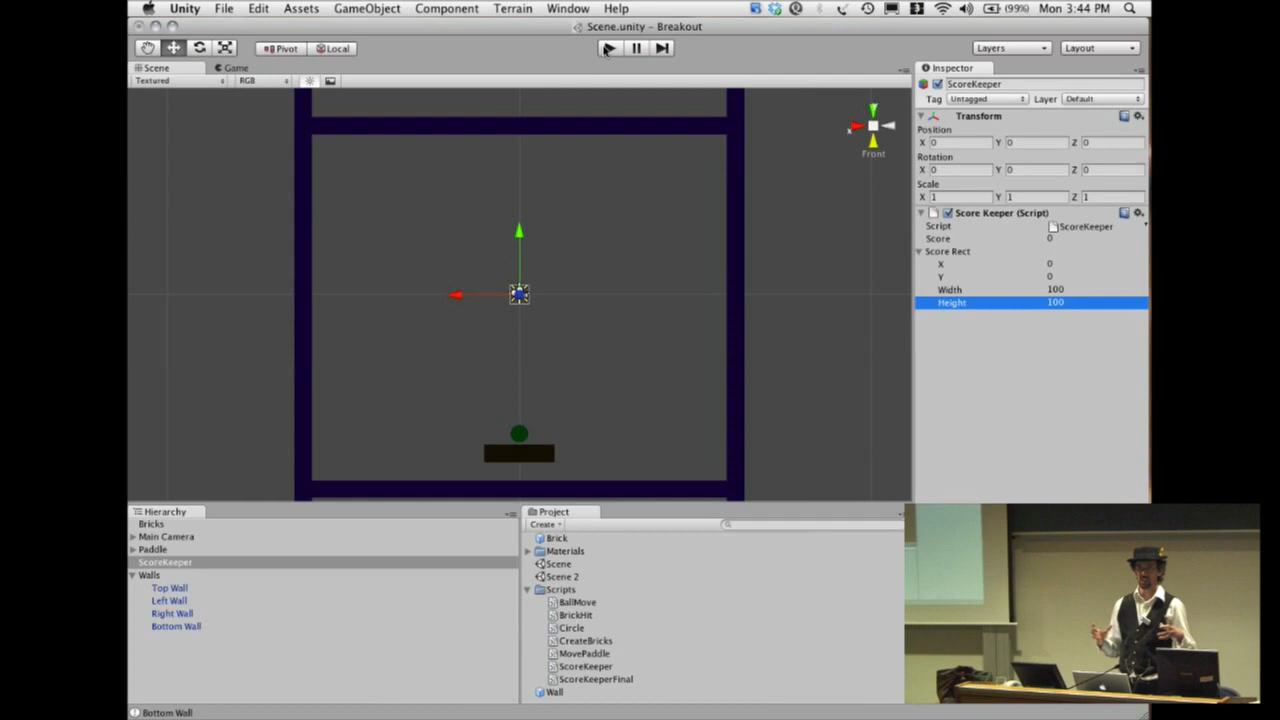 Unity File Edit Assets GameObject Component Terrain Window Help (99%) Mon 3:44 PM
Scene.unity – Breakout
Pivot Local Layers Layout
Scene Game Inspector
Textured RGB
ScoreKeeper
Tag Untagged Layer Default
Transform
Position
X 0 Y 0 Z 0
Rotation
X 0 Y 0 Z 0
Scale
X 1 Y 1 Z 1
Score Keeper (Script)
Script ScoreKeeper
Score 0
Score Rect
X 0
Y 0
Width 100
Height 100
x
Front
Hierarchy
Bricks
Main Camera
Paddle
ScoreKeeper
Walls
Top Wall
Left Wall
Right Wall
Bottom Wall
Project
Create
Brick
Materials
Scene
Scene 2
Scripts
BallMove
BrickHit
Circle
CreateBricks
MovePaddle
ScoreKeeper
ScoreKeeperFinal
Wall
Bottom Wall